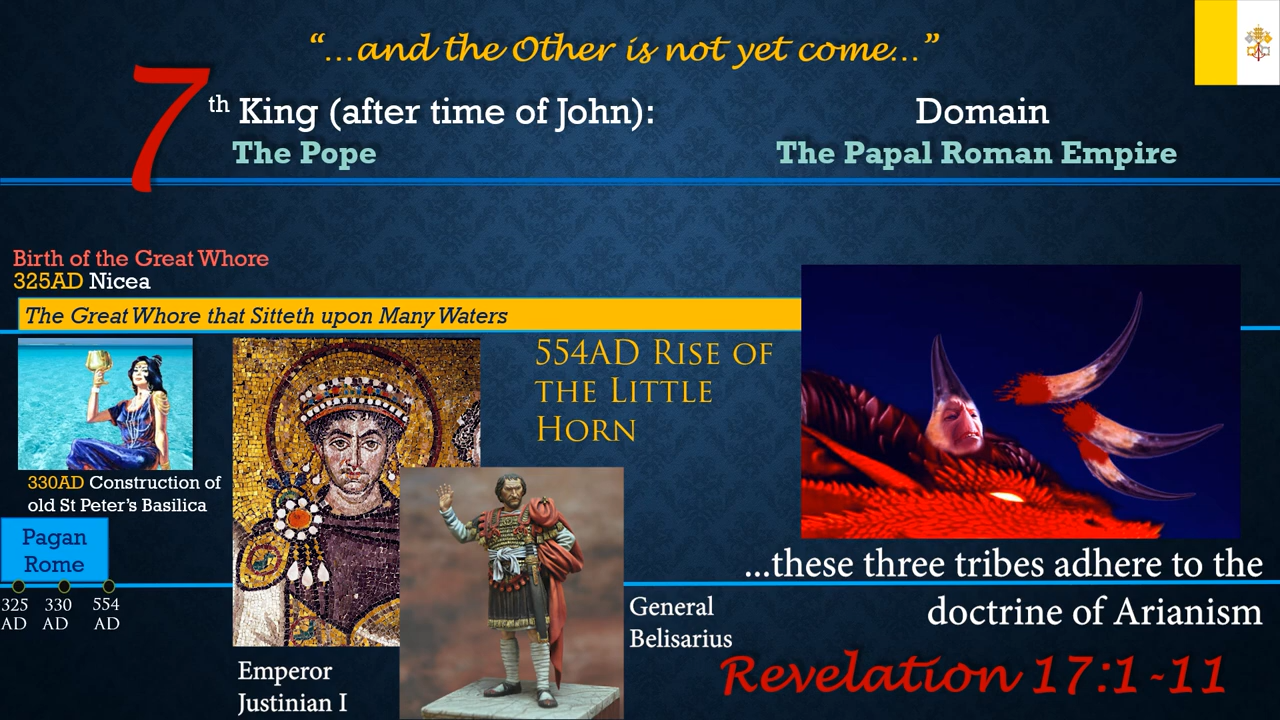 “...and the Other is not yet come...”
7th King (after time of John):
The Pope
Domain
The Papal Roman Empire
Birth of the Great Whore
325AD Nicea
The Great Whore that Sitteth upon Many Waters
330AD Construction of
old St Peter’s Basilica
Pagan
Rome
325
AD
330
AD
554
AD
Emperor
Justinian I
554AD Rise of
the Little
Horn
General
Belisarius
...these three tribes adhere to the
doctrine of Arianism
Revelation 17:1-11